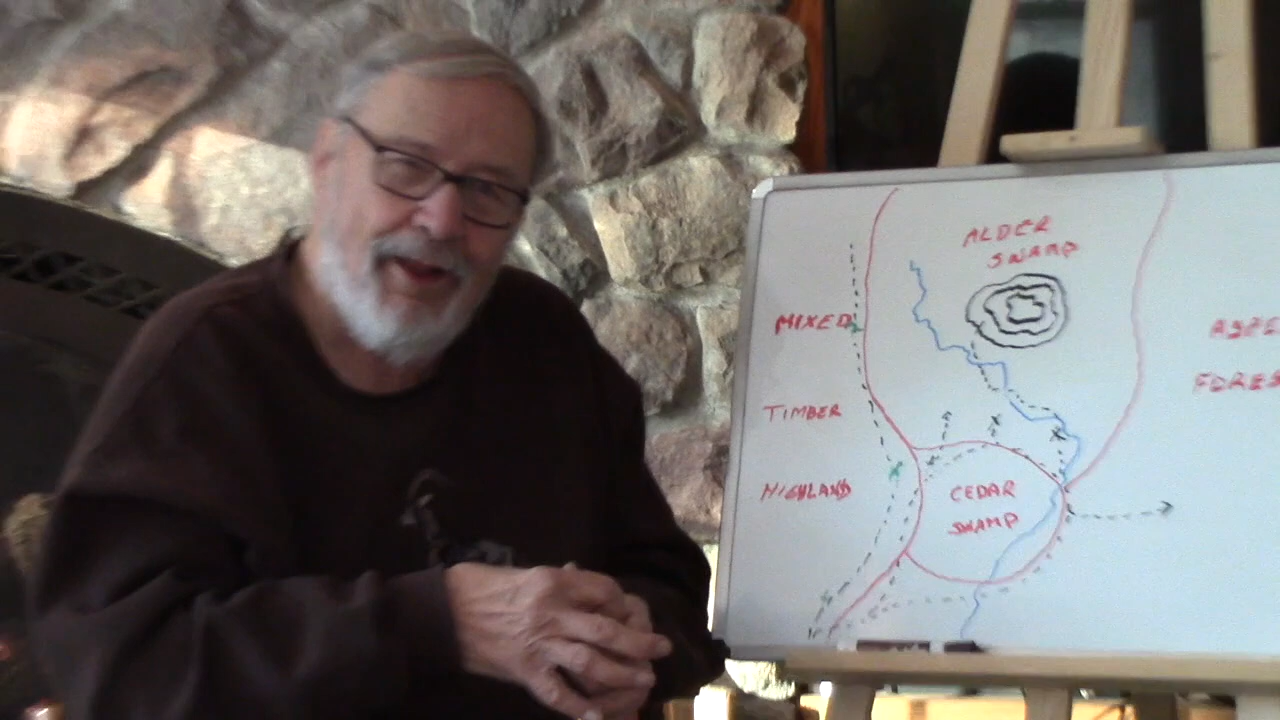 ALDER
SWAMP
MIXED
TIMBER
HIGHLAND
CEDAR
SWAMP